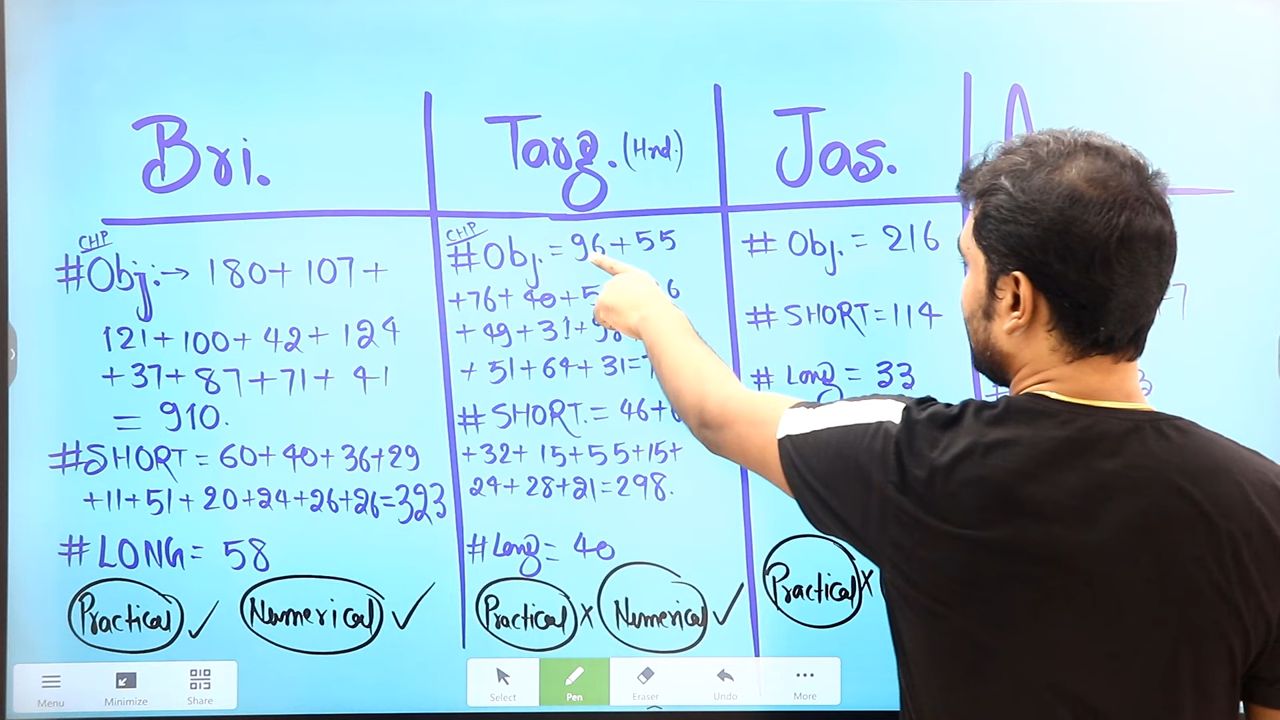 Bri.
CHP
#Obj.→ 180+ 107+
121+100+ 42+ 124
+37+ 87+71+ 41
= 910.
#SHORT = 60+ 40+ 36+29
+11+51+ 20+24+26+26=323
#LONG= 58
Practical ✓ Numerical ✓
Targ. (Hnd.)
CHP
#Obj. = 96+55
+76+ 40+5
+ 49+ 31+
+ 51+ 64+ 31=
#SHORT = 46+
+32+ 15+55+15+
24+28+21=298.
#Long= 40
Practical X Numerical ✓
Jas.
# Obj. = 216
#SHORT=114
# Long = 33
Practical X
Menu
Minimize
Share
Select
Pen
Eraser
Undo
More